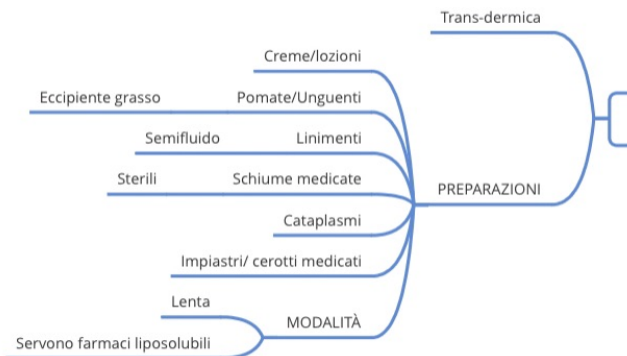 Trans-dermica
Creme/lozioni
Eccipiente grasso Pomate/Unguenti
Semifluido Linimenti
Sterili Schiume medicate
PREPARAZIONI
Cataplasmi
Impiastri/ cerotti medicati
Lenta
MODALITÀ
Servono farmaci liposolubili